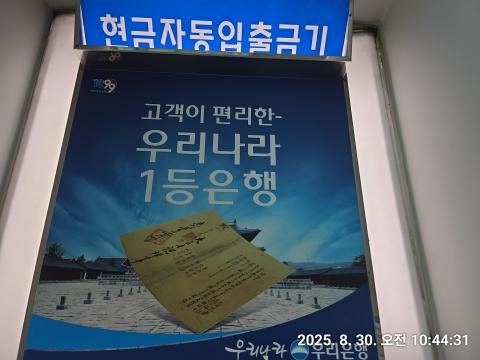 현금자동입출금기
1899
고객이 편리한-
우리나라
1등은행
우리나라 우리은행
2025. 8. 30. 오전 10:44:31